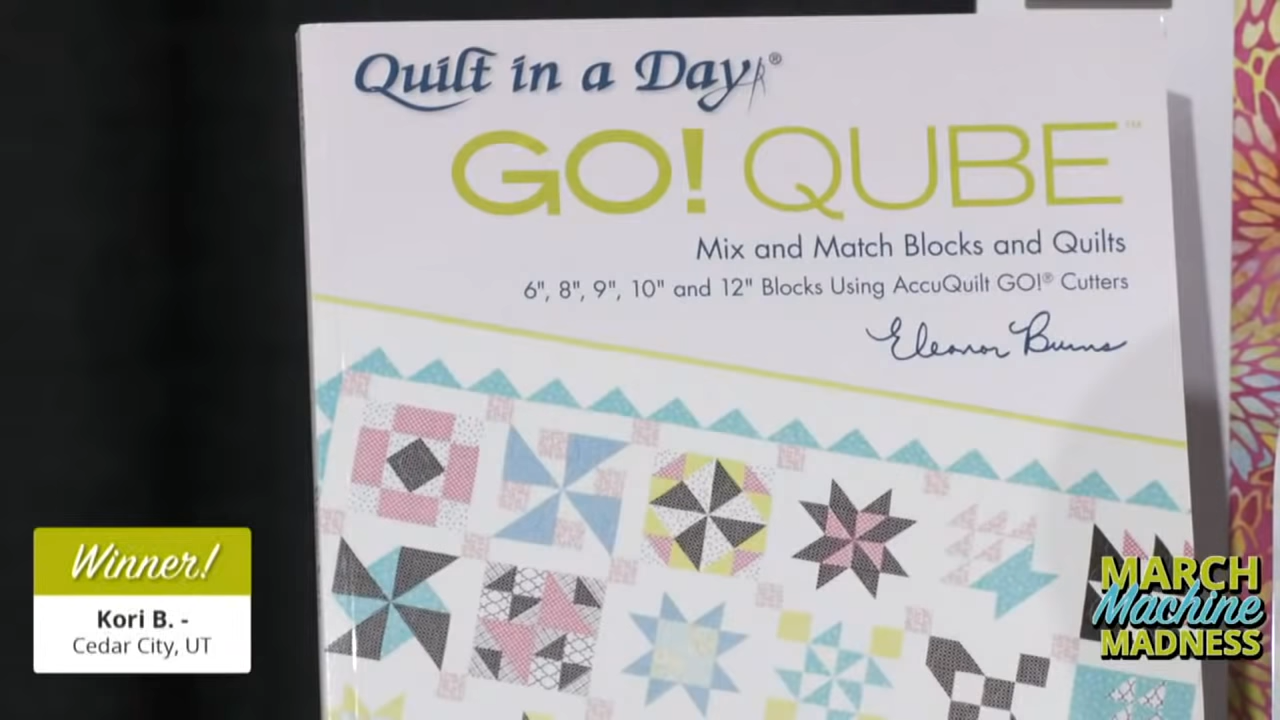 Quilt in a Day®
GO! QUBE™
Mix and Match Blocks and Quilts
6", 8", 9", 10" and 12" Blocks Using AccuQuilt GO!® Cutters
Eleanor Burns
Winner!
Kori B. -
Cedar City, UT
MARCH
Machine
MADNESS